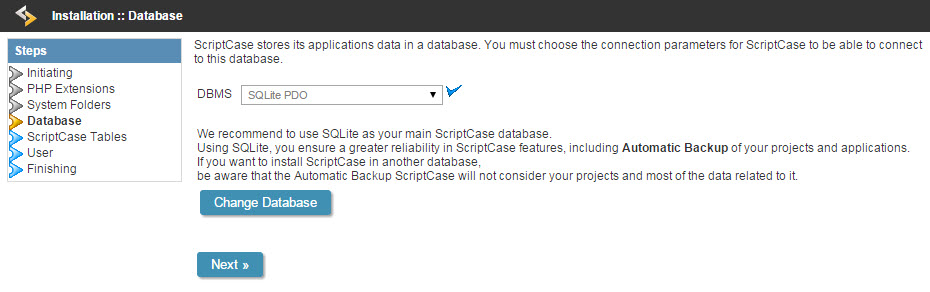 Installation :: Database
Steps
Initiating
PHP Extensions
System Folders
Database
ScriptCase Tables
User
Finishing
ScriptCase stores its applications data in a database. You must choose the connection parameters for ScriptCase to be able to connect
to this database.
DBMS SQLite PDO
We recommend to use SQLite as your main ScriptCase database.
Using SQLite, you ensure a greater reliability in ScriptCase features, including Automatic Backup of your projects and applications.
If you want to install ScriptCase in another database,
be aware that the Automatic Backup ScriptCase will not consider your projects and most of the data related to it.
Change Database
Next »